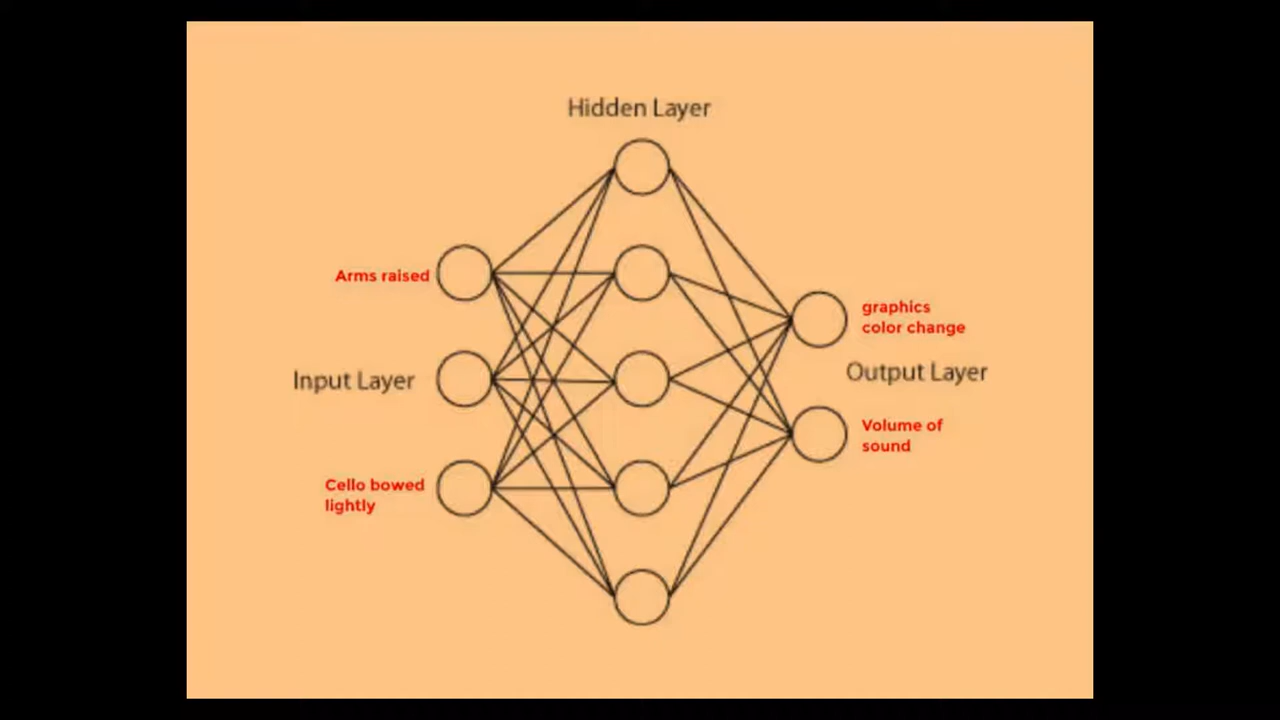 Hidden Layer
Arms raised
graphics
color change
Input Layer
Output Layer
Volume of
sound
Cello bowed
lightly